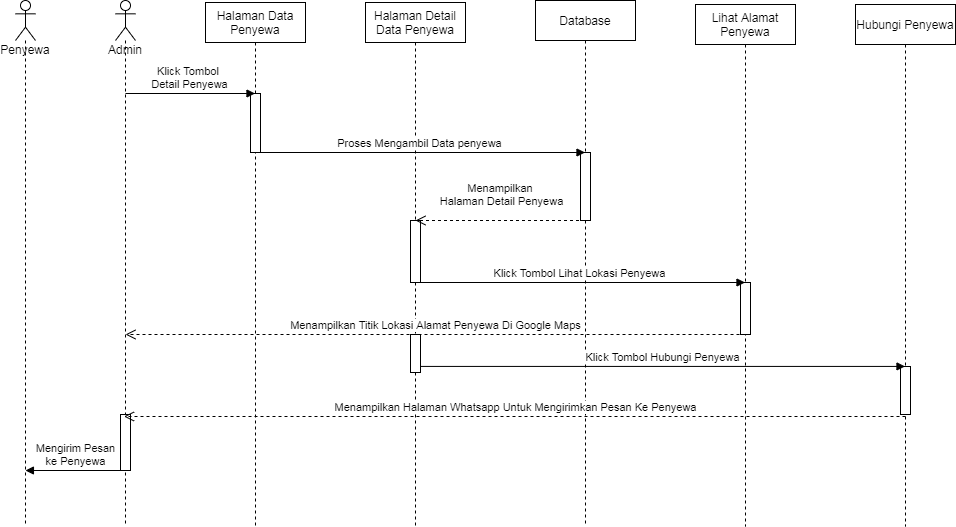 Penyewa
Admin
Halaman Data
Penyewa
Halaman Detail
Data Penyewa
Database
Lihat Alamat
Penyewa
Hubungi Penyewa
Klick Tombol
Detail Penyewa
Proses Mengambil Data penyewa
Menampilkan
Halaman Detail Penyewa
Klick Tombol Lihat Lokasi Penyewa
Menampilkan Titik Lokasi Alamat Penyewa Di Google Maps
Klick Tombol Hubungi Penyewa
Menampilkan Halaman Whatsapp Untuk Mengirimkan Pesan Ke Penyewa
Mengirim Pesan
ke Penyewa